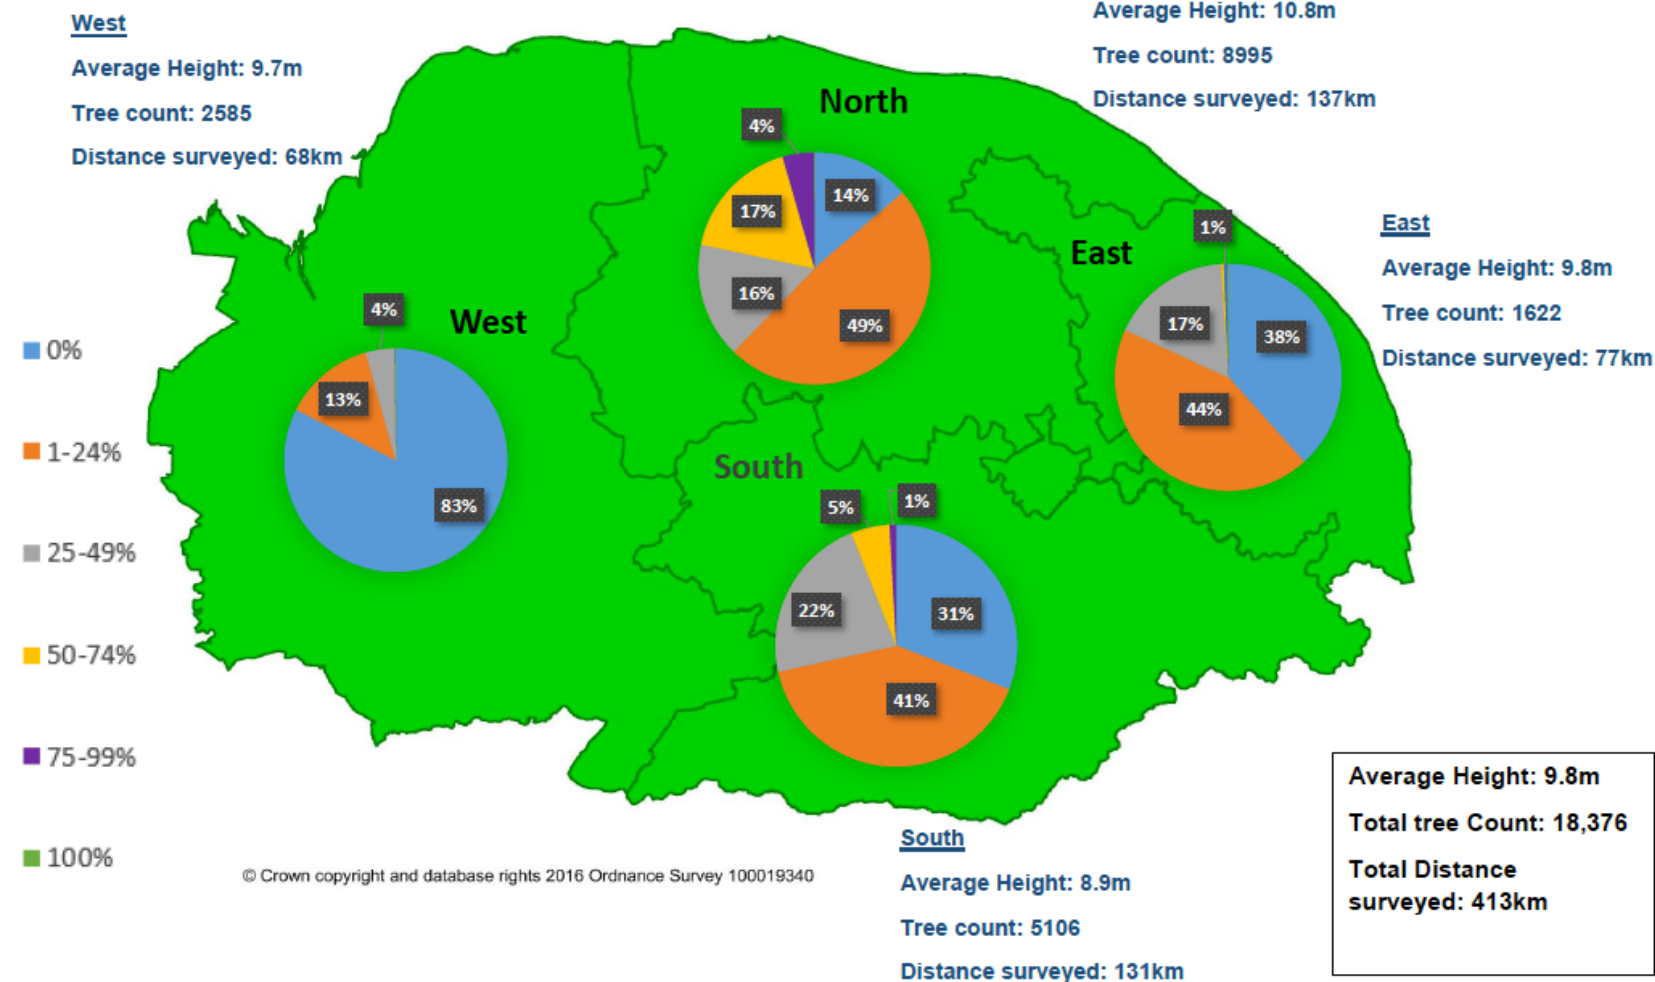 West
Average Height: 9.7m
Tree count: 2585
Distance surveyed: 68km
Average Height: 10.8m
Tree count: 8995
Distance surveyed: 137km
North
4%
14%
17%
16%
49%
East
1%
38%
17%
44%
East
Average Height: 9.8m
Tree count: 1622
Distance surveyed: 77km
West
4%
13%
83%
South
5%
1%
31%
22%
41%
0%
1-24%
25-49%
50-74%
75-99%
100%
© Crown copyright and database rights 2016 Ordnance Survey 100019340
South
Average Height: 8.9m
Tree count: 5106
Distance surveyed: 131km
Average Height: 9.8m
Total tree Count: 18,376
Total Distance
surveyed: 413km